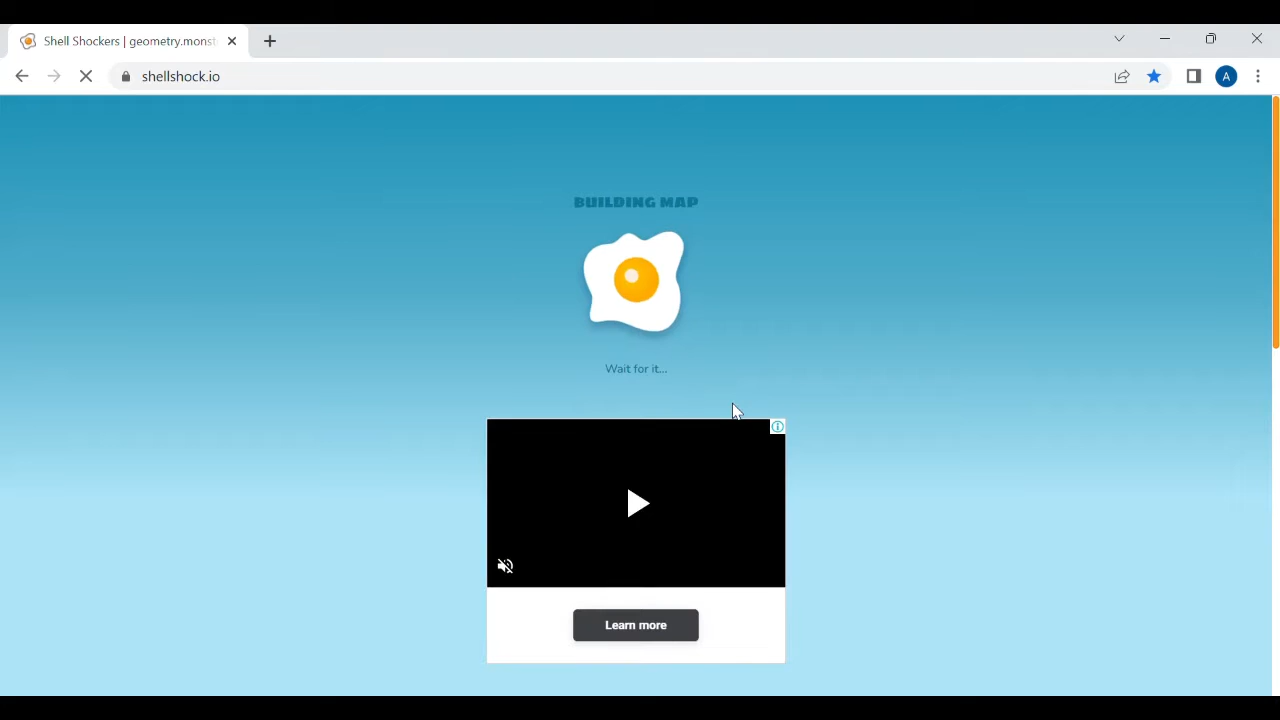 Shell Shockers | geometry.monst
shellshock.io
A
BUILDING MAP
Wait for it...
Learn more